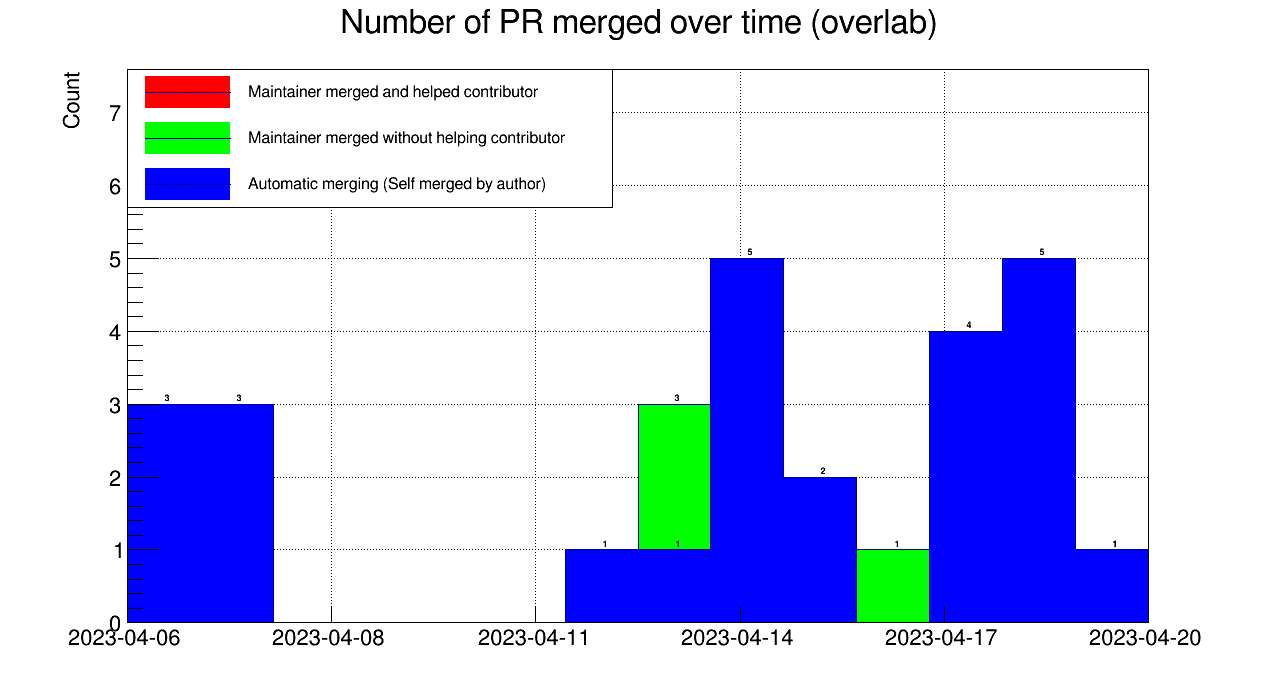 Number of PR merged over time (overlab)
Count
Maintainer merged and helped contributor
Maintainer merged without helping contributor
Automatic merging (Self merged by author)
7
6
5
4
3
2
1
0
3 3 1 3 1 5 2 1 4 5 1
2023-04-06 2023-04-08 2023-04-11 2023-04-14 2023-04-17 2023-04-20